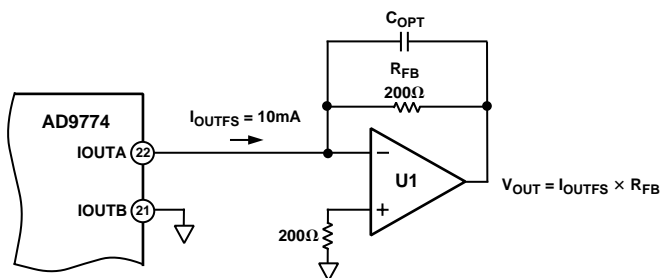 C_OPT
R_FB
200Ω
AD9774
I_OUTFS = 10mA
IOUTA
22
−
U1
V_OUT = I_OUTFS × R_FB
IOUTB
21
+
200Ω